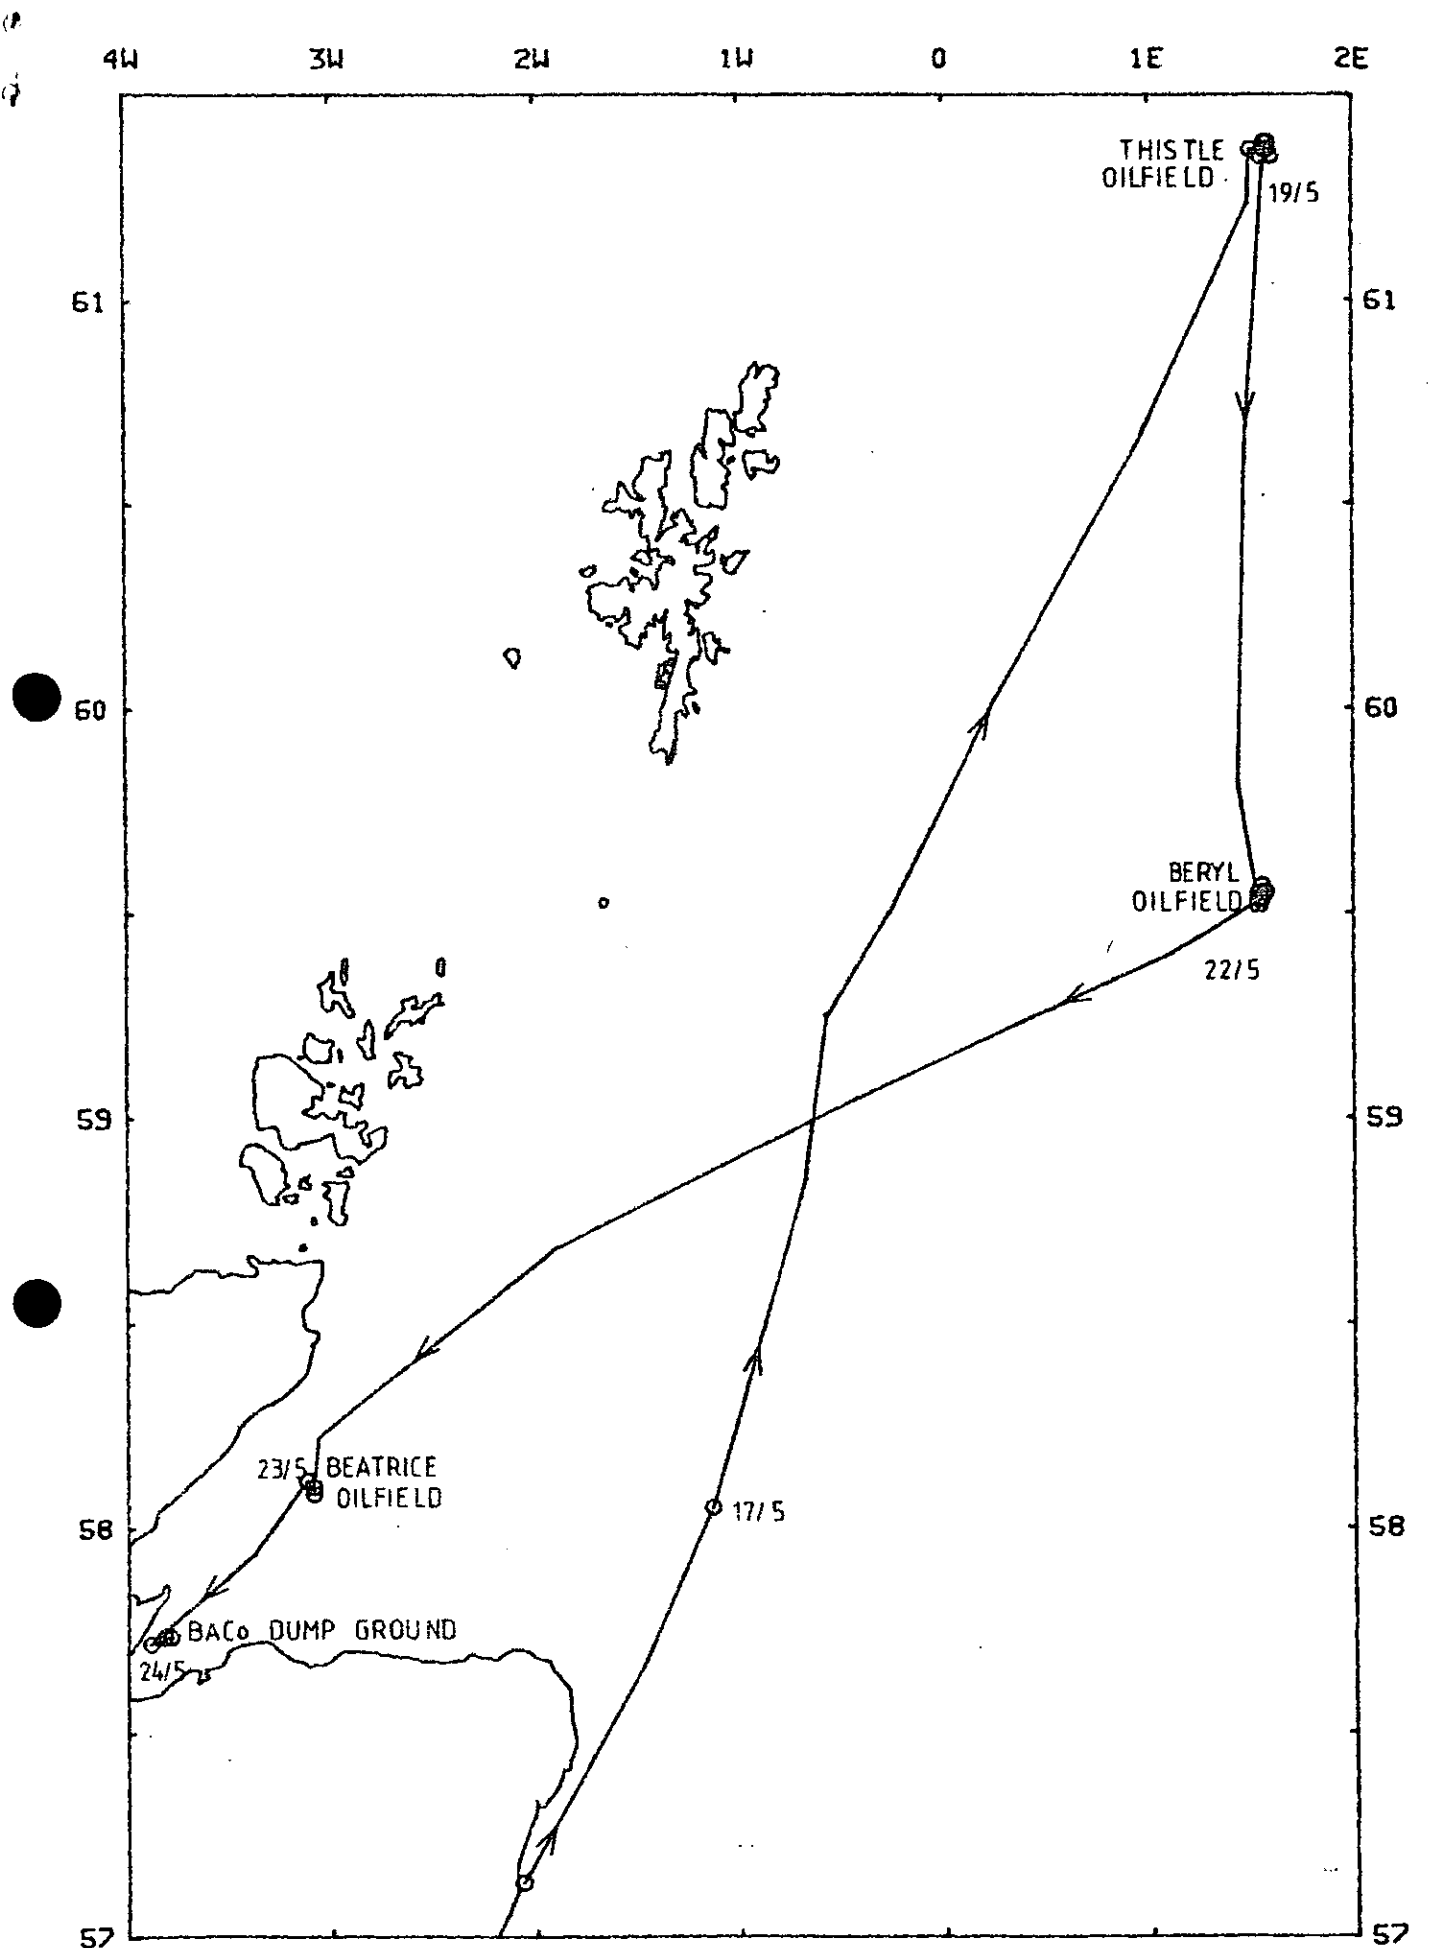 4W 3W 2W 1W 0 1E 2E
THISTLE
OILFIELD
19/5
61 61
60 60
BERYL
OILFIELD
22/5
59 59
23/5 BEATRICE
OILFIELD
17/5
58 58
BACo DUMP GROUND
24/5
57 57